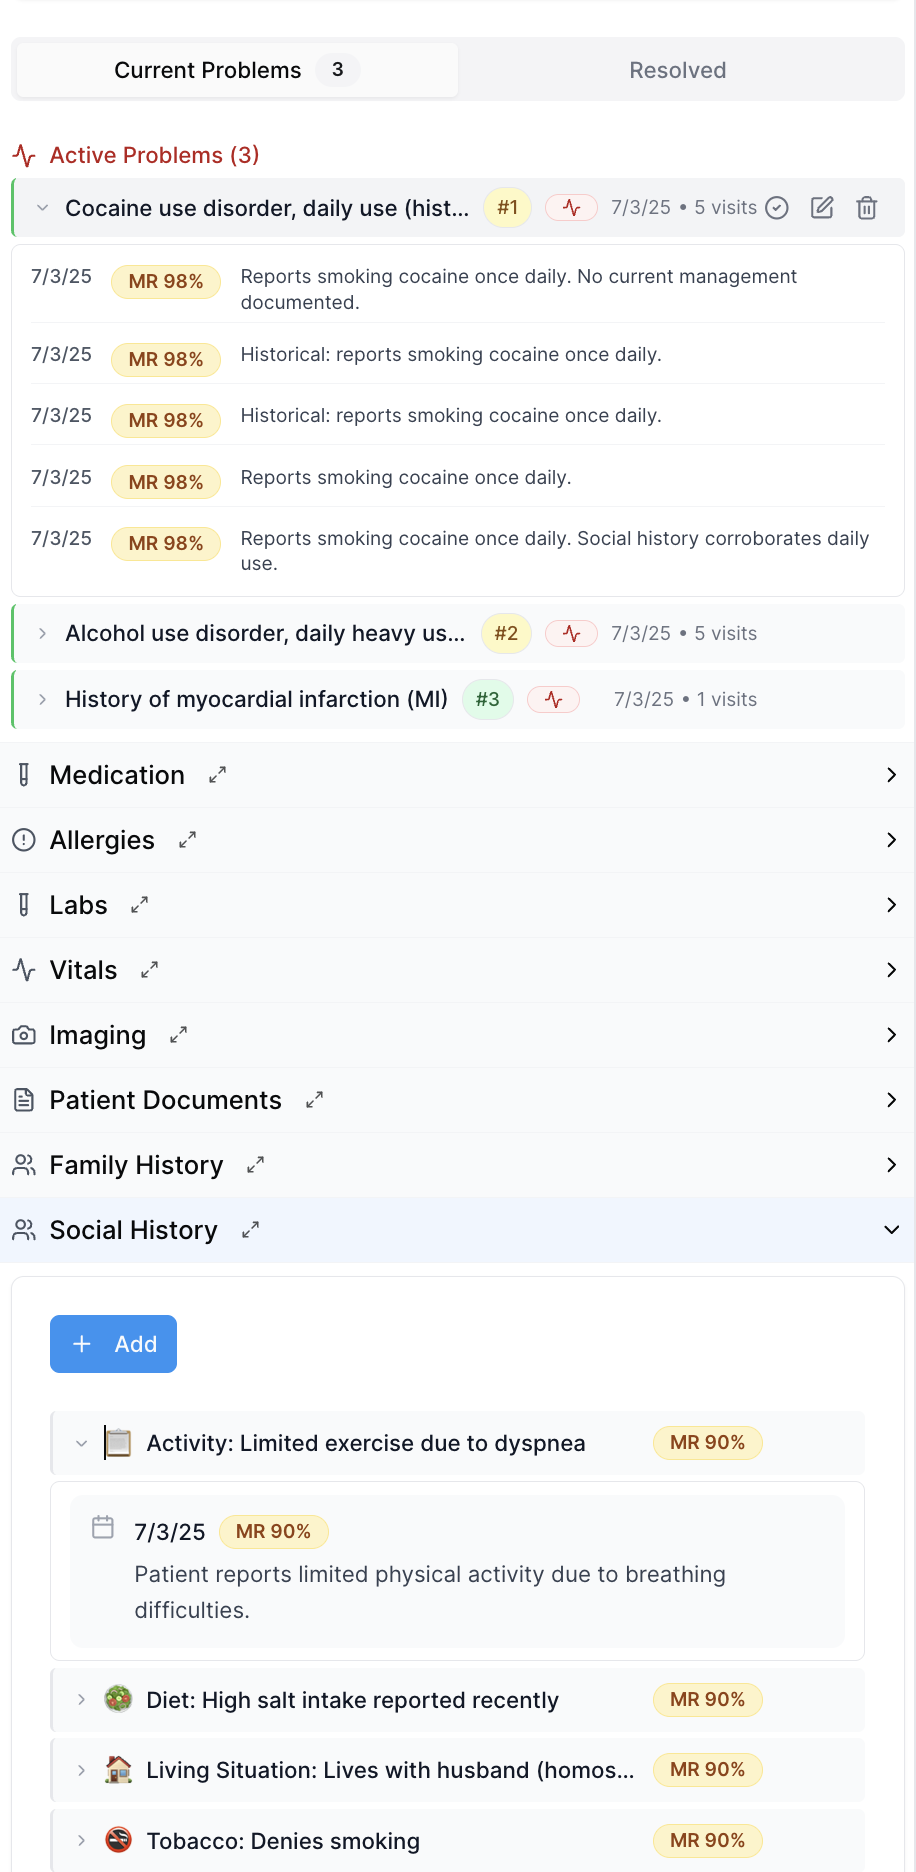 Current Problems 3 Resolved
Active Problems (3)
Cocaine use disorder, daily use (hist... #1 7/3/25 • 5 visits
7/3/25 MR 98% Reports smoking cocaine once daily. No current management
documented.
7/3/25 MR 98% Historical: reports smoking cocaine once daily.
7/3/25 MR 98% Historical: reports smoking cocaine once daily.
7/3/25 MR 98% Reports smoking cocaine once daily.
7/3/25 MR 98% Reports smoking cocaine once daily. Social history corroborates daily
use.
Alcohol use disorder, daily heavy us... #2 7/3/25 • 5 visits
History of myocardial infarction (MI) #3 7/3/25 • 1 visits
Medication
Allergies
Labs
Vitals
Imaging
Patient Documents
Family History
Social History
+ Add
Activity: Limited exercise due to dyspnea MR 90%
7/3/25 MR 90%
Patient reports limited physical activity due to breathing
difficulties.
Diet: High salt intake reported recently MR 90%
Living Situation: Lives with husband (homos... MR 90%
Tobacco: Denies smoking MR 90%